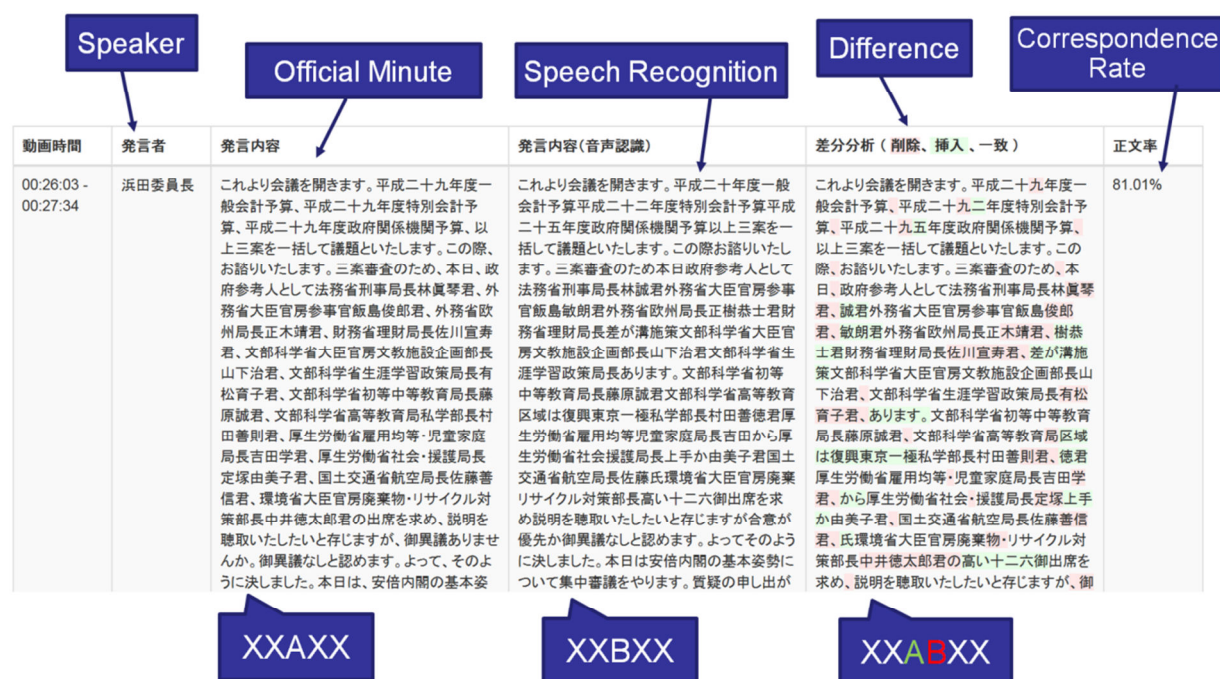 Speaker
Official Minute
Speech Recognition
Difference
Correspondence
Rate
動画時間
発言者
発言内容
発言内容(音声認識)
差分分析 ( 削除、挿入、一致 )
正文率
00:26:03 -
00:27:34
浜田委員長
これより会議を開きます。平成二十九年度一
般会計予算、平成二十九年度特別会計予
算、平成二十九年度政府関係機関予算、以
上三案を一括して議題といたします。この際、
お諮りいたします。三案審査のため、本日、政
府参考人として法務省刑事局長林眞琴君、外
務省大臣官房参事官飯島俊郎君、外務省欧
州局長正木靖君、財務省理財局長佐川宣寿
君、文部科学省大臣官房文教施設企画部長
山下治君、文部科学省生涯学習政策局長有
松育子君、文部科学省初等中等教育局長藤
原誠君、文部科学省高等教育局私学部長村
田善則君、厚生労働省雇用均等・児童家庭
局長吉田学君、厚生労働省社会・援護局長
定塚由美子君、国土交通省航空局長佐藤善
信君、環境省大臣官房廃棄物・リサイクル対
策部長中井徳太郎君の出席を求め、説明を
聴取いたしたいと存じますが、御異議ありませ
んか。御異議なしと認めます。よって、そのよ
うに決しました。本日は、安倍内閣の基本姿
これより会議を開きます。平成二十年度一般
会計予算平成二十二年度特別会計予算平成
二十五年度政府関係機関予算以上三案を一
括して議題といたします。この際お諮りいたし
ます。三案審査のため本日政府参考人として
法務省刑事局長林誠君外務省大臣官房参事
官飯島敏朗君外務省欧州局長正樹恭士君財
務省理財局長差が溝施策文部科学省大臣官
房文教施設企画部長山下治君文部科学省生
涯学習政策局長あります。文部科学省初等
中等教育局長藤原誠君文部科学省高等教育
区域は復興東京一極私学部長村田善徳君厚
生労働省雇用均等児童家庭局長吉田から厚
生労働省社会援護局長上手か由美子君国土
交通省航空局長佐藤氏環境省大臣官房廃棄
リサイクル対策部長高い十二六御出席を求
め説明を聴取いたしたいと存じますが合意が
優先か御異議なしと認めます。よってそのよう
に決しました。本日は安倍内閣の基本姿勢に
ついて集中審議をやります。質疑の申し出が
これより会議を開きます。平成二十九年度一
般会計予算、平成二十九二年度特別会計予
算、平成二十九五年度政府関係機関予算、
以上三案を一括して議題といたします。この
際、お諮りいたします。三案審査のため、本
日、政府参考人として法務省刑事局長林眞琴
君、誠君外務省大臣官房参事官飯島俊郎
君、敏朗君外務省欧州局長正木靖君、樹恭
士君財務省理財局長佐川宣寿君、差が溝施
策文部科学省大臣官房文教施設企画部長山
下治君、文部科学省生涯学習政策局長有松
育子君、あります。文部科学省初等中等教育
局長藤原誠君、文部科学省高等教育局区域
は復興東京一極私学部長村田善則君、徳君
厚生労働省雇用均等・児童家庭局長吉田学
君、から厚生労働省社会・援護局長定塚上手
か由美子君、国土交通省航空局長佐藤善信
君、氏環境省大臣官房廃棄物・リサイクル対
策部長中井徳太郎君の高い十二六御出席を
求め、説明を聴取いたしたいと存じますが、御
81.01%
XXAXX
XXBXX
XXABXX